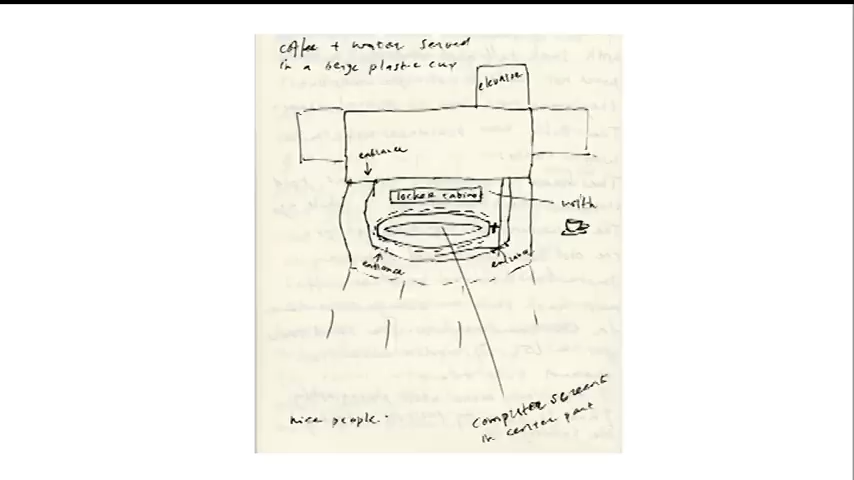 coffee + water served
in a beige plastic cup
elevator
entrance
locker cabinet
with
entrance
entrance
computer screens
in center part
nice people.